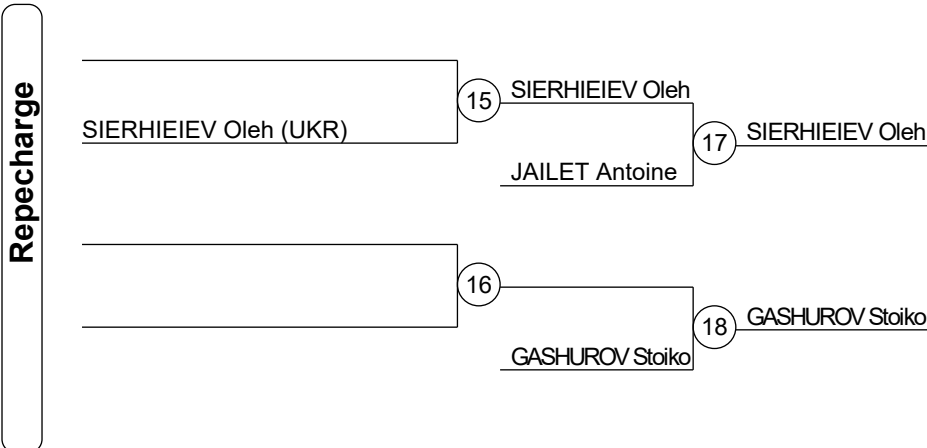 Repecharge
SIERHIEIEV Oleh (UKR)
15
SIERHIEIEV Oleh
JAILET Antoine
17
SIERHIEIEV Oleh
16
GASHUROV Stoiko
18
GASHUROV Stoiko